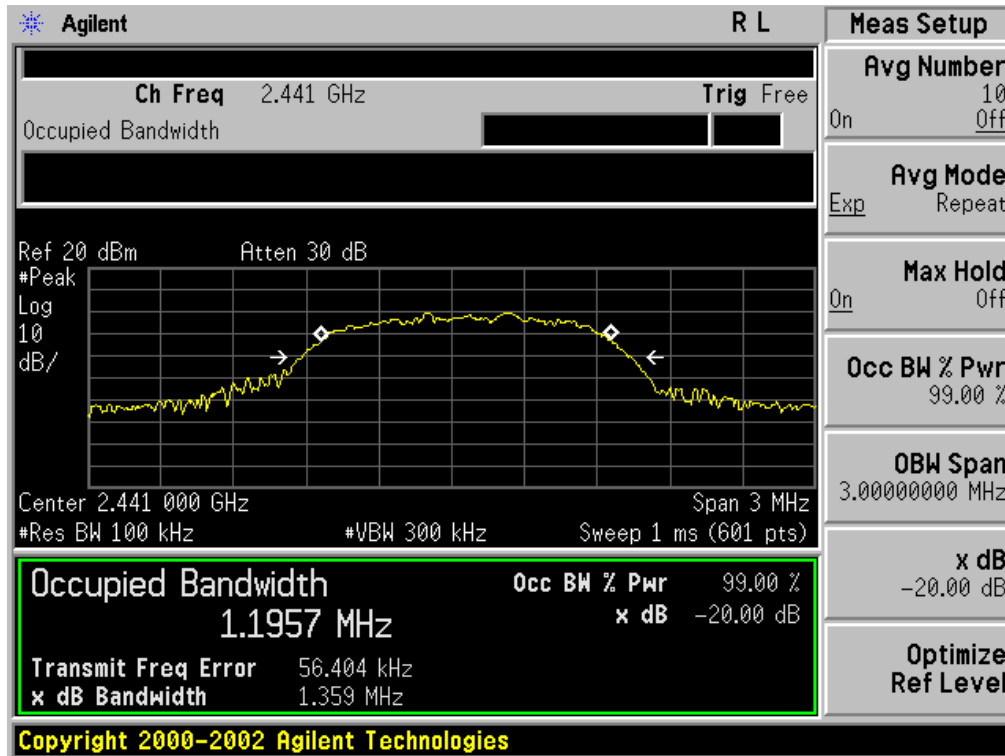 Agilent R L
Ch Freq 2.441 GHz Trig Free
Occupied Bandwidth
Ref 20 dBm Atten 30 dB
#Peak
Log
10
dB/
Center 2.441 000 GHz Span 3 MHz
#Res BW 100 kHz #VBW 300 kHz Sweep 1 ms (601 pts)
Occupied Bandwidth Occ BW % Pwr 99.00 %
1.1957 MHz x dB -20.00 dB
Transmit Freq Error 56.404 kHz
x dB Bandwidth 1.359 MHz
Copyright 2000-2002 Agilent Technologies
Meas Setup
Avg Number
10
On Off
Avg Mode
Exp Repeat
Max Hold
On Off
Occ BW % Pwr
99.00 %
OBW Span
3.00000000 MHz
x dB
-20.00 dB
Optimize
Ref Level